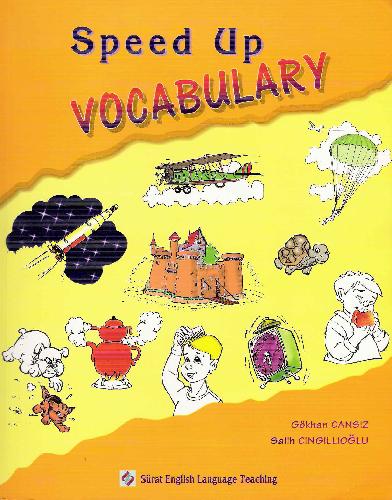 Speed Up
VOCABULARY
Gökhan CANSIZ
Salih CINGILLIOĞLU
Sürat English Language Teaching